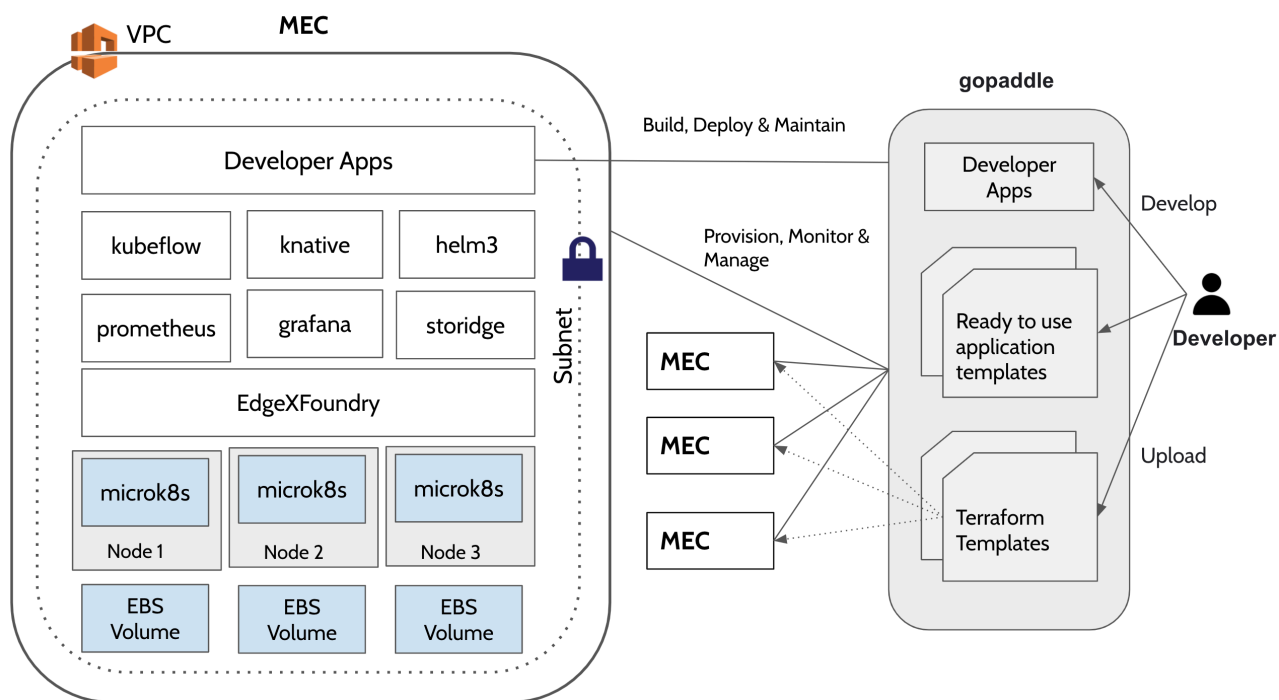 VPC
MEC
Developer Apps
kubeflow
knative
helm3
prometheus
grafana
storidge
EdgeXFoundry
microk8s
Node 1
microk8s
Node 2
microk8s
Node 3
EBS
Volume
EBS
Volume
EBS
Volume
Subnet
Build, Deploy & Maintain
Provision, Monitor &
Manage
MEC
MEC
MEC
gopaddle
Developer
Apps
Ready to use
application
templates
Terraform
Templates
Develop
Upload
Developer